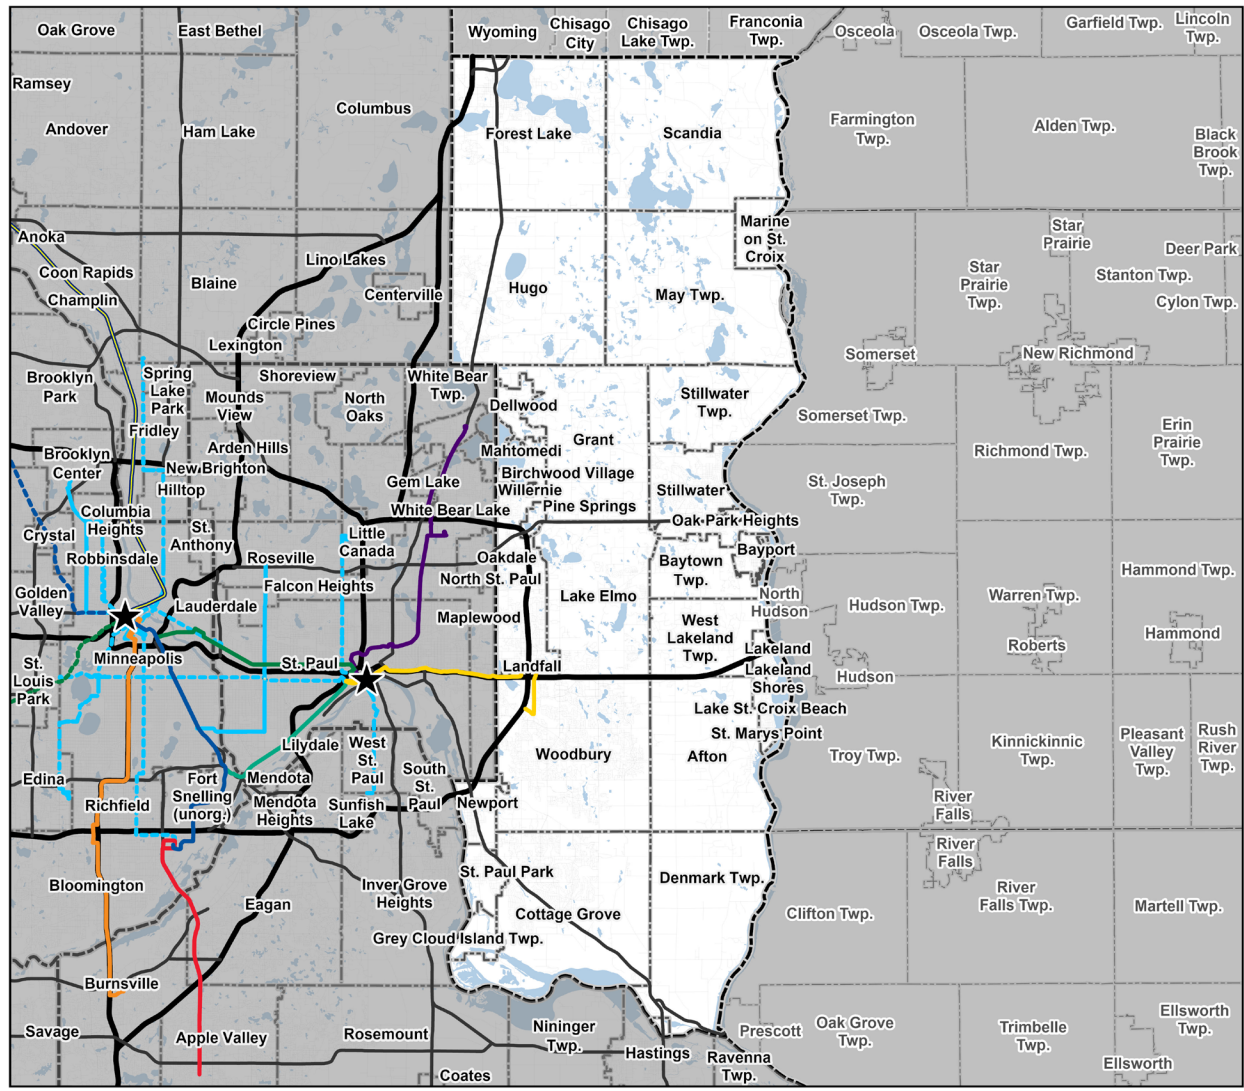 Oak Grove
East Bethel
Wyoming
Chisago
City
Chisago
Lake Twp.
Franconia
Twp.
Osceola
Osceola Twp.
Garfield Twp.
Lincoln
Twp.
Ramsey
Andover
Ham Lake
Columbus
Forest Lake
Scandia
Farmington
Twp.
Alden Twp.
Black
Brook
Twp.
Anoka
Coon Rapids
Champlin
Blaine
Lino Lakes
Centerville
Circle Pines
Lexington
Hugo
May Twp.
Marine
on St.
Croix
Star
Prairie
Twp.
Star
Prairie
Deer Park
Stanton Twp.
Cylon Twp.
Somerset
New Richmond
Brooklyn
Park
Spring
Lake
Park
Fridley
Mounds
View
Shoreview
North
Oaks
White Bear
Twp.
Dellwood
Grant
Stillwater
Twp.
Somerset Twp.
Richmond Twp.
Erin
Prairie
Twp.
Brooklyn
Center
New Brighton
Arden Hills
Hilltop
Mahtomedi
Birchwood Village
Willernie
Gem Lake
Pine Springs
Stillwater
St. Joseph
Twp.
White Bear Lake
Columbia
Heights
Crystal
Robbinsdale
St.
Anthony
Little
Canada
Roseville
Falcon Heights
Oakdale
North St. Paul
Oak Park Heights
Baytown
Twp.
Bayport
Hammond Twp.
Golden
Valley
Lauderdale
Maplewood
Lake Elmo
North
Hudson
Hudson Twp.
Warren Twp.
Roberts
Hammond
West
Lakeland
Twp.
Lakeland
Lakeland
Shores
Hudson
St.
Louis
Park
Minneapolis
St. Paul
Landfall
Lake St. Croix Beach
St. Marys Point
Afton
Woodbury
Troy Twp.
Kinnickinnic
Twp.
Pleasant
Valley
Twp.
Rush
River
Twp.
Edina
Richfield
Fort
Snelling
(unorg.)
Lilydale
Mendota
Mendota
Heights
West
St.
Paul
Sunfish
Lake
South
St.
Paul
Newport
River
Falls
River
Falls
Bloomington
Eagan
Inver Grove
Heights
St. Paul Park
Cottage Grove
Grey Cloud Island Twp.
Denmark Twp.
Clifton Twp.
River
Falls Twp.
Martell Twp.
Burnsville
Savage
Apple Valley
Rosemount
Coates
Nininger
Twp.
Hastings
Ravenna
Twp.
Prescott
Oak Grove
Twp.
Trimbelle
Twp.
Ellsworth
Twp.
Ellsworth